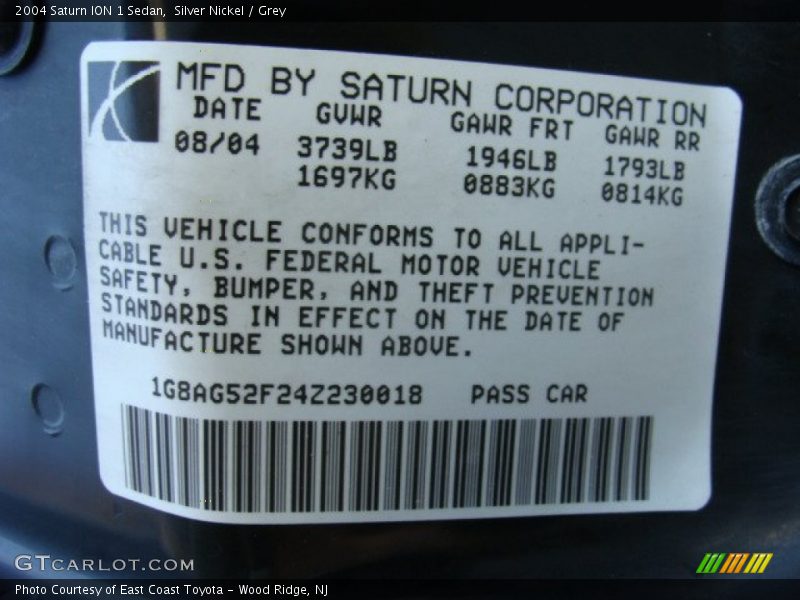 2004 Saturn ION 1 Sedan,  Silver Nickel / Grey
MFD BY SATURN CORPORATION
DATE GVWR GAWR FRT GAWR RR
08/04 3739LB 1946LB 1793LB
1697KG 0883KG 0814KG
THIS VEHICLE CONFORMS TO ALL APPLI-
CABLE U.S. FEDERAL MOTOR VEHICLE
SAFETY, BUMPER, AND THEFT PREVENTION
STANDARDS IN EFFECT ON THE DATE OF
MANUFACTURE SHOWN ABOVE.
1G8AG52F24Z230018 PASS CAR
GTCARLOT.COM
Photo Courtesy of East Coast Toyota - Wood Ridge, NJ